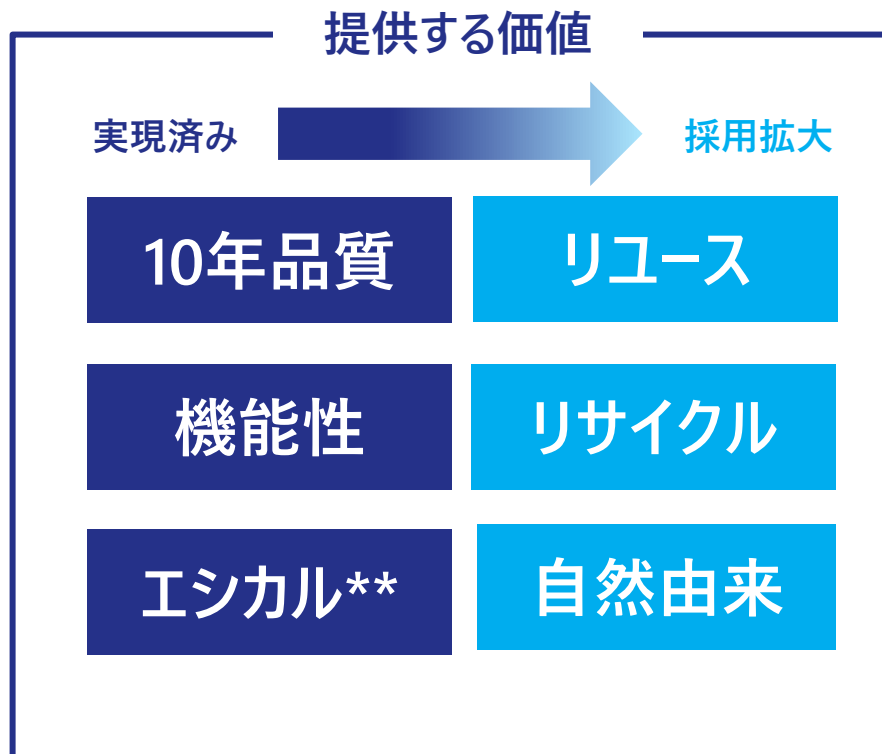 提供する価値
実現済み
採用拡大
10年品質
リユース
機能性
リサイクル
エシカル**
自然由来